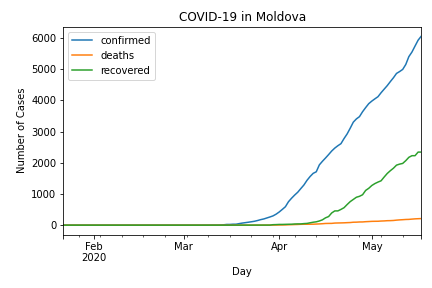 COVID-19 in Moldova
confirmed
deaths
recovered
Number of Cases
6000
5000
4000
3000
2000
1000
0
Feb
2020
Mar
Apr
May
Day